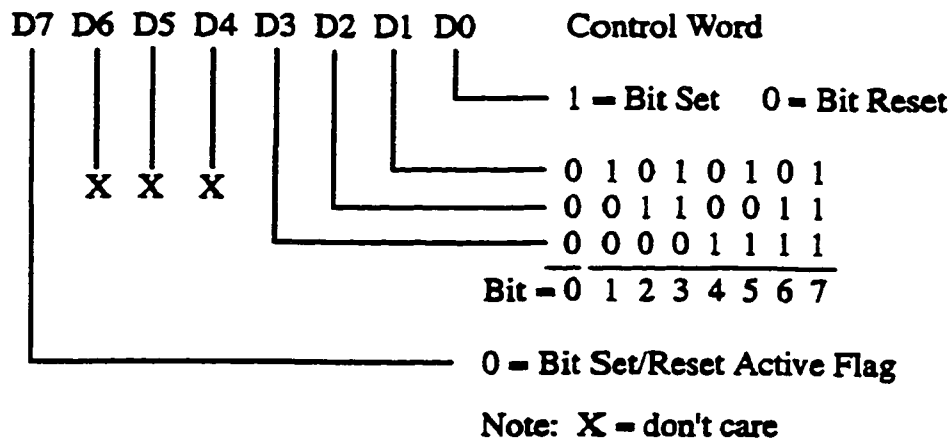 D7 D6 D5 D4 D3 D2 D1 D0 Control Word
1 = Bit Set 0 = Bit Reset
0 1 0 1 0 1 0 1
X X X
0 0 1 1 0 0 1 1
0 0 0 0 1 1 1 1
Bit = 0 1 2 3 4 5 6 7
0 = Bit Set/Reset Active Flag
Note: X = don't care